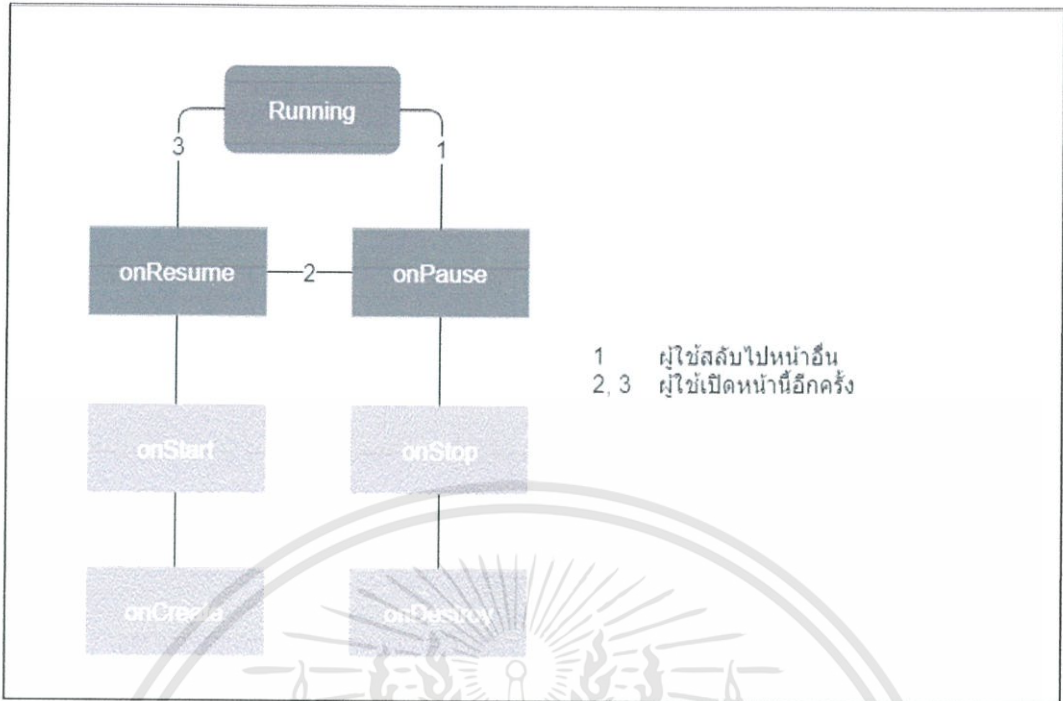 Running
3
1
onResume
2
onPause
1 ผู้ใช้สลับไปหน้าอื่น
2, 3 ผู้ใช้เปิดหน้านี้อีกครั้ง
onStart
onStop
onCreate
onDestroy